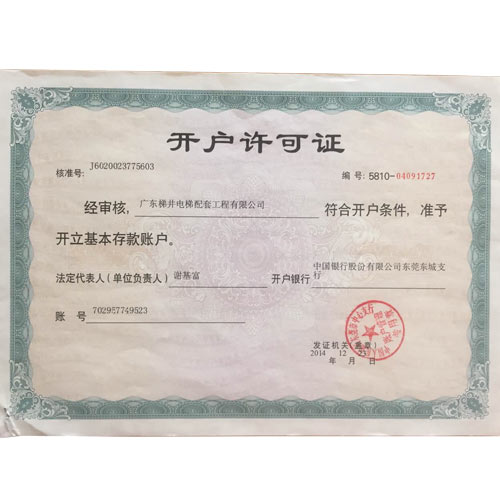 开户许可证
核准号: J6020023775603
编号: 5810-04091727
经审核, 广东梯井电梯配套工程有限公司 符合开户条件, 准予
开立基本存款账户。
法定代表人(单位负责人) 谢基富 开户银行 中国银行股份有限公司东莞东城支
行
账 号 702957749523
发证机关(盖章)
2014 12 23
年 月 日